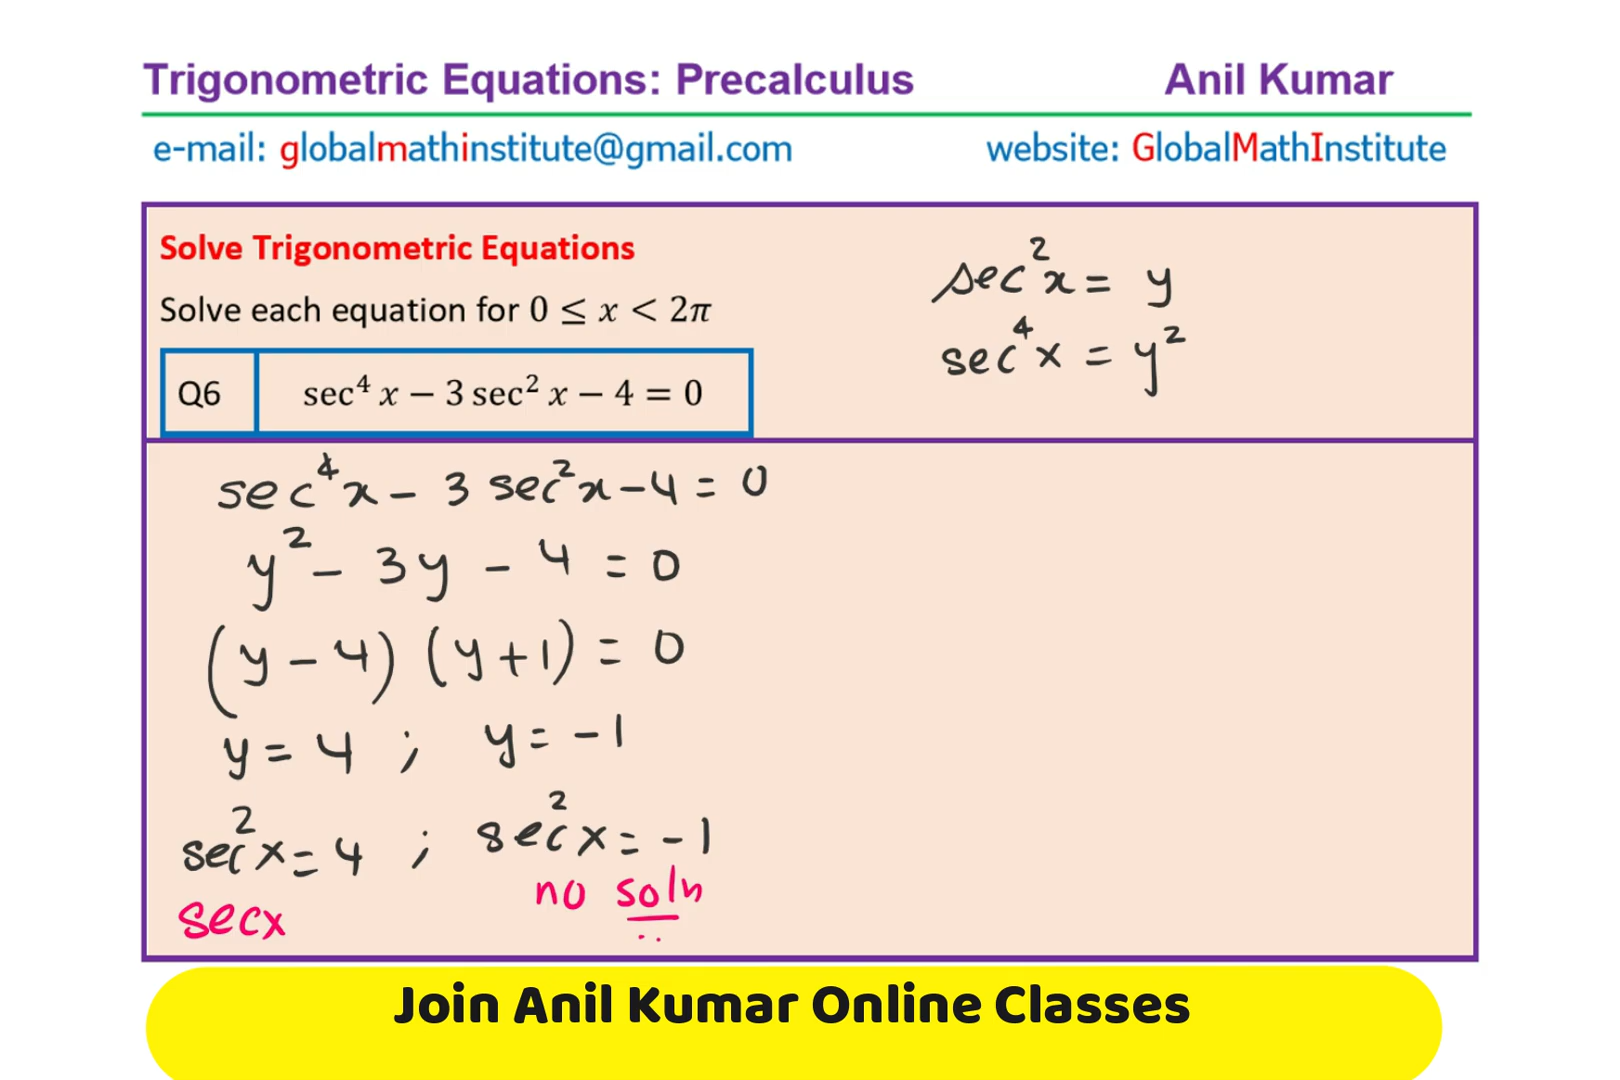 Trigonometric Equations: Precalculus Anil Kumar
e-mail: globalmathinstitute@gmail.com website: GlobalMathInstitute
Solve Trigonometric Equations
Solve each equation for 0 ≤ x < 2π
Q6 sec⁴ x − 3 sec² x − 4 = 0
sec²x = y
sec⁴x = y²
sec⁴x − 3 sec²x − 4 = 0
y² − 3y − 4 = 0
(y − 4) (y + 1) = 0
y = 4 ; y = −1
sec²x = 4 ; sec²x = −1
no soln
secx
Join Anil Kumar Online Classes